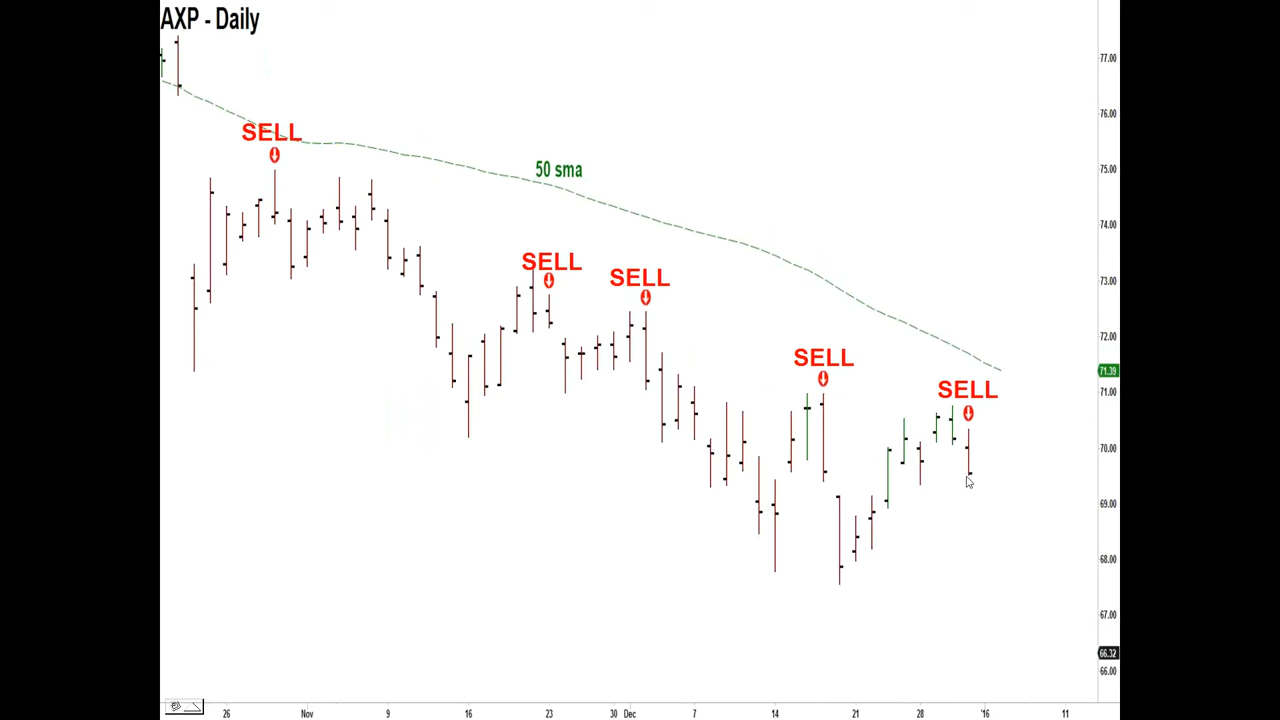 AXP - Daily
77.00
76.00
SELL
75.00
50 sma
74.00
SELL
SELL
73.00
72.00
SELL
71.39
71.00
SELL
70.00
69.00
68.00
67.00
66.32
66.00
26 Nov 9 16 23 30 Dec 7 14 21 28 '16 11